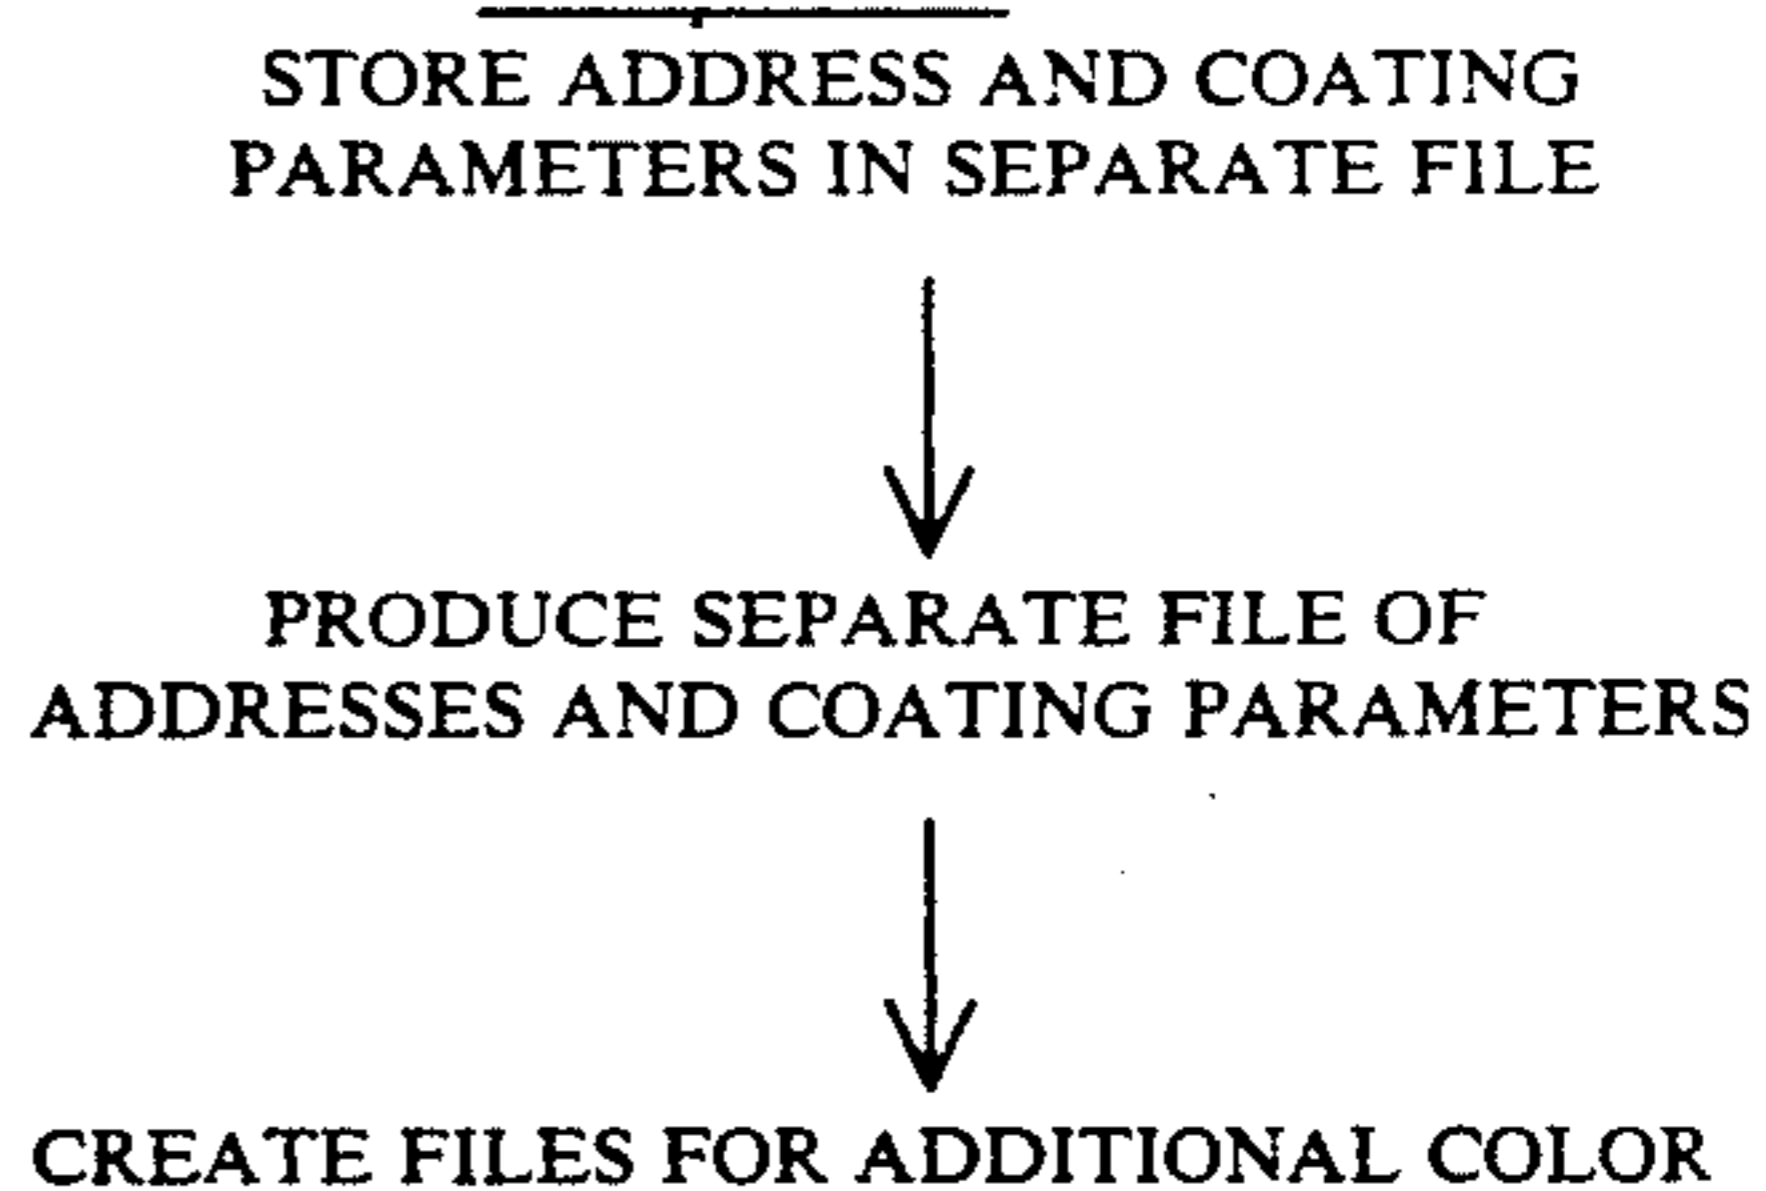 STORE ADDRESS AND COATING
PARAMETERS IN SEPARATE FILE
PRODUCE SEPARATE FILE OF
ADDRESSES AND COATING PARAMETERS
CREATE FILES FOR ADDITIONAL COLOR